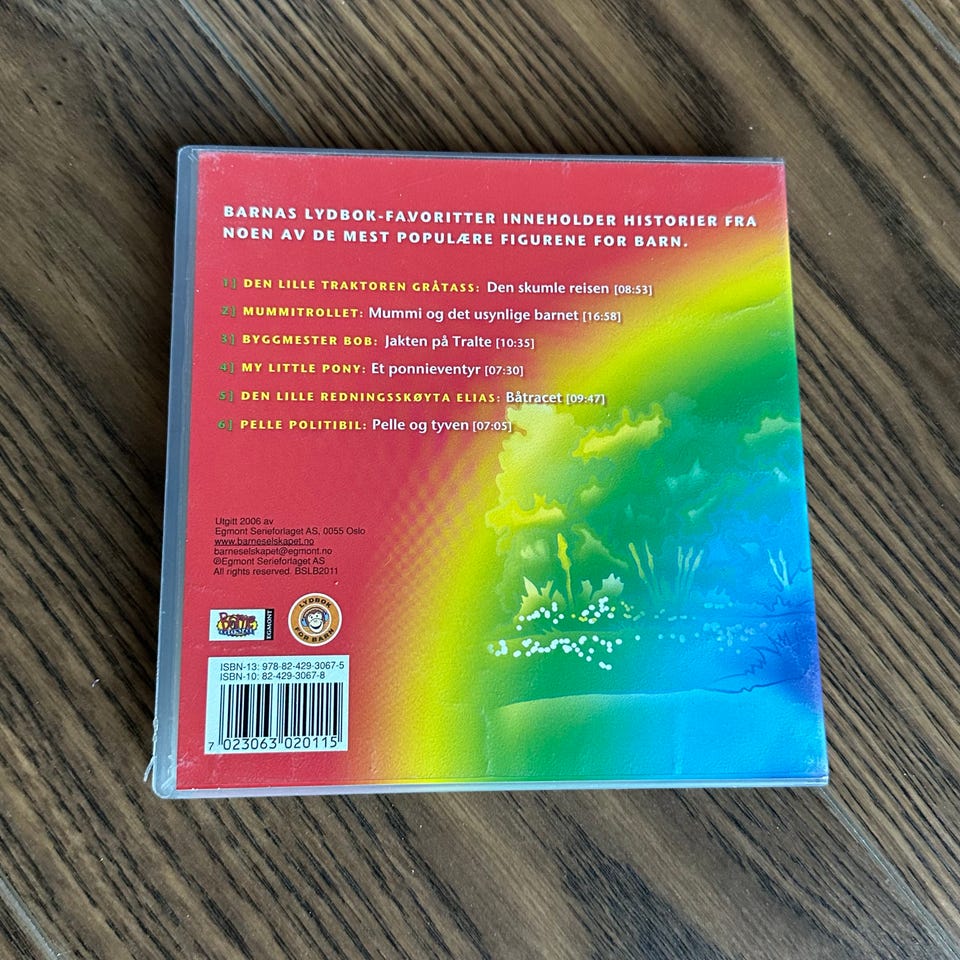 BARNAS LYDBOK-FAVORITTER INNEHOLDER HISTORIER FRA
NOEN AV DE MEST POPULÆRE FIGURENE FOR BARN.
1] DEN LILLE TRAKTOREN GRÅTASS: Den skumle reisen [08:53]
2] MUMMITROLLET: Mummi og det usynlige barnet [16:58]
3] BYGGMESTER BOB: Jakten på Tralte [10:35]
4] MY LITTLE PONY: Et ponnieventyr [07:30]
5] DEN LILLE REDNINGSSKØYTA ELIAS: Båtracet [09:47]
6] PELLE POLITIBIL: Pelle og tyven [07:05]
Utgitt 2006 av
Egmont Serieforlaget AS, 0055 Oslo
www.barneselskapet.no
barneselskapet@egmont.no
℗Egmont Serieforlaget AS
All rights reserved. BSLB2011
EGMONT
LYDBOK
FOR BARN
ISBN-13: 978-82-429-3067-5
ISBN-10: 82-429-3067-8
7 023063 020115